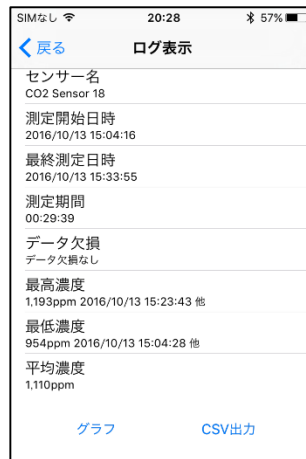 SIMなし 20:28 57%
戻る ログ表示
センサー名
CO2 Sensor 18
測定開始日時
2016/10/13 15:04:16
最終測定日時
2016/10/13 15:33:55
測定期間
00:29:39
データ欠損
データ欠損なし
最高濃度
1,193ppm 2016/10/13 15:23:43 他
最低濃度
954ppm 2016/10/13 15:04:28 他
平均濃度
1,110ppm
グラフ CSV出力